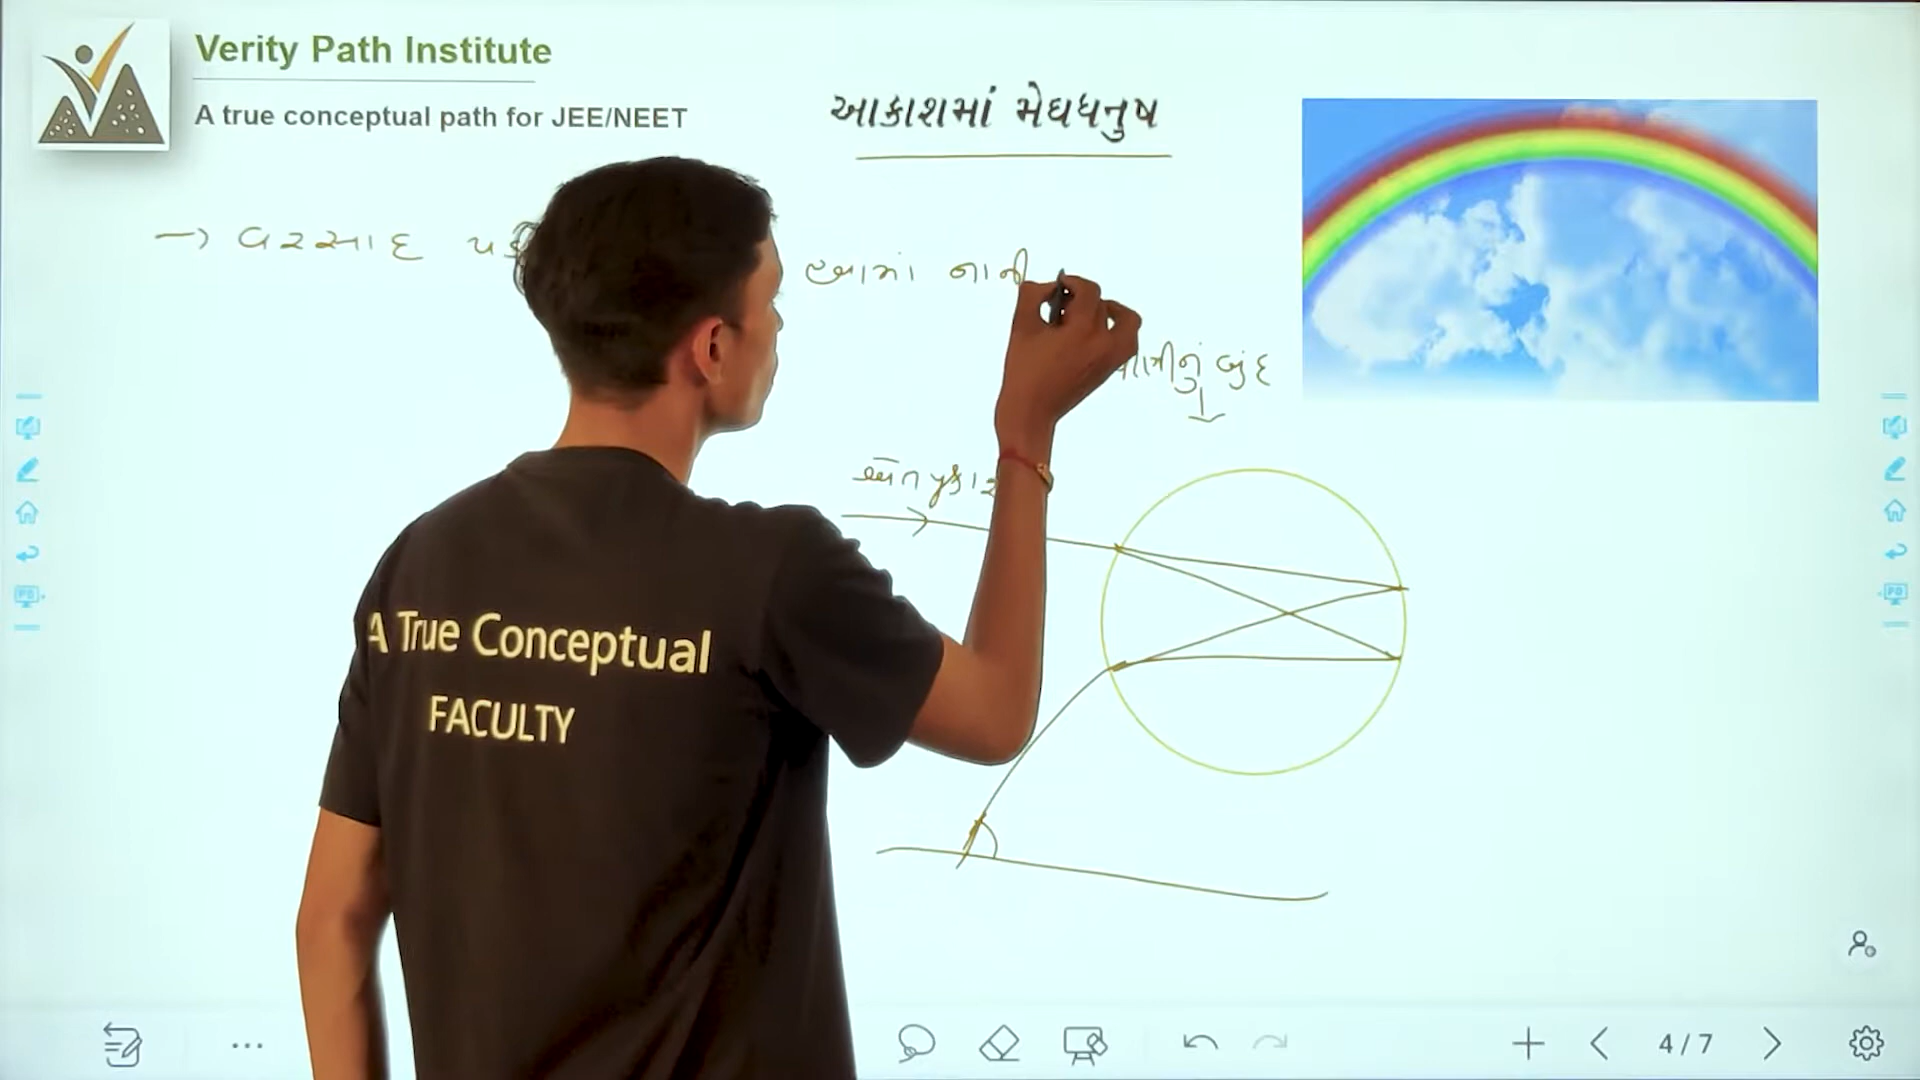 Verity Path Institute
A true conceptual path for JEE/NEET
આકાશમાં મેઘધનુષ
→ વરસાદ
હવામાં નાની
પાણીનું બુંદ
શ્વેત પ્રકાશ
A True Conceptual
FACULTY
4/7